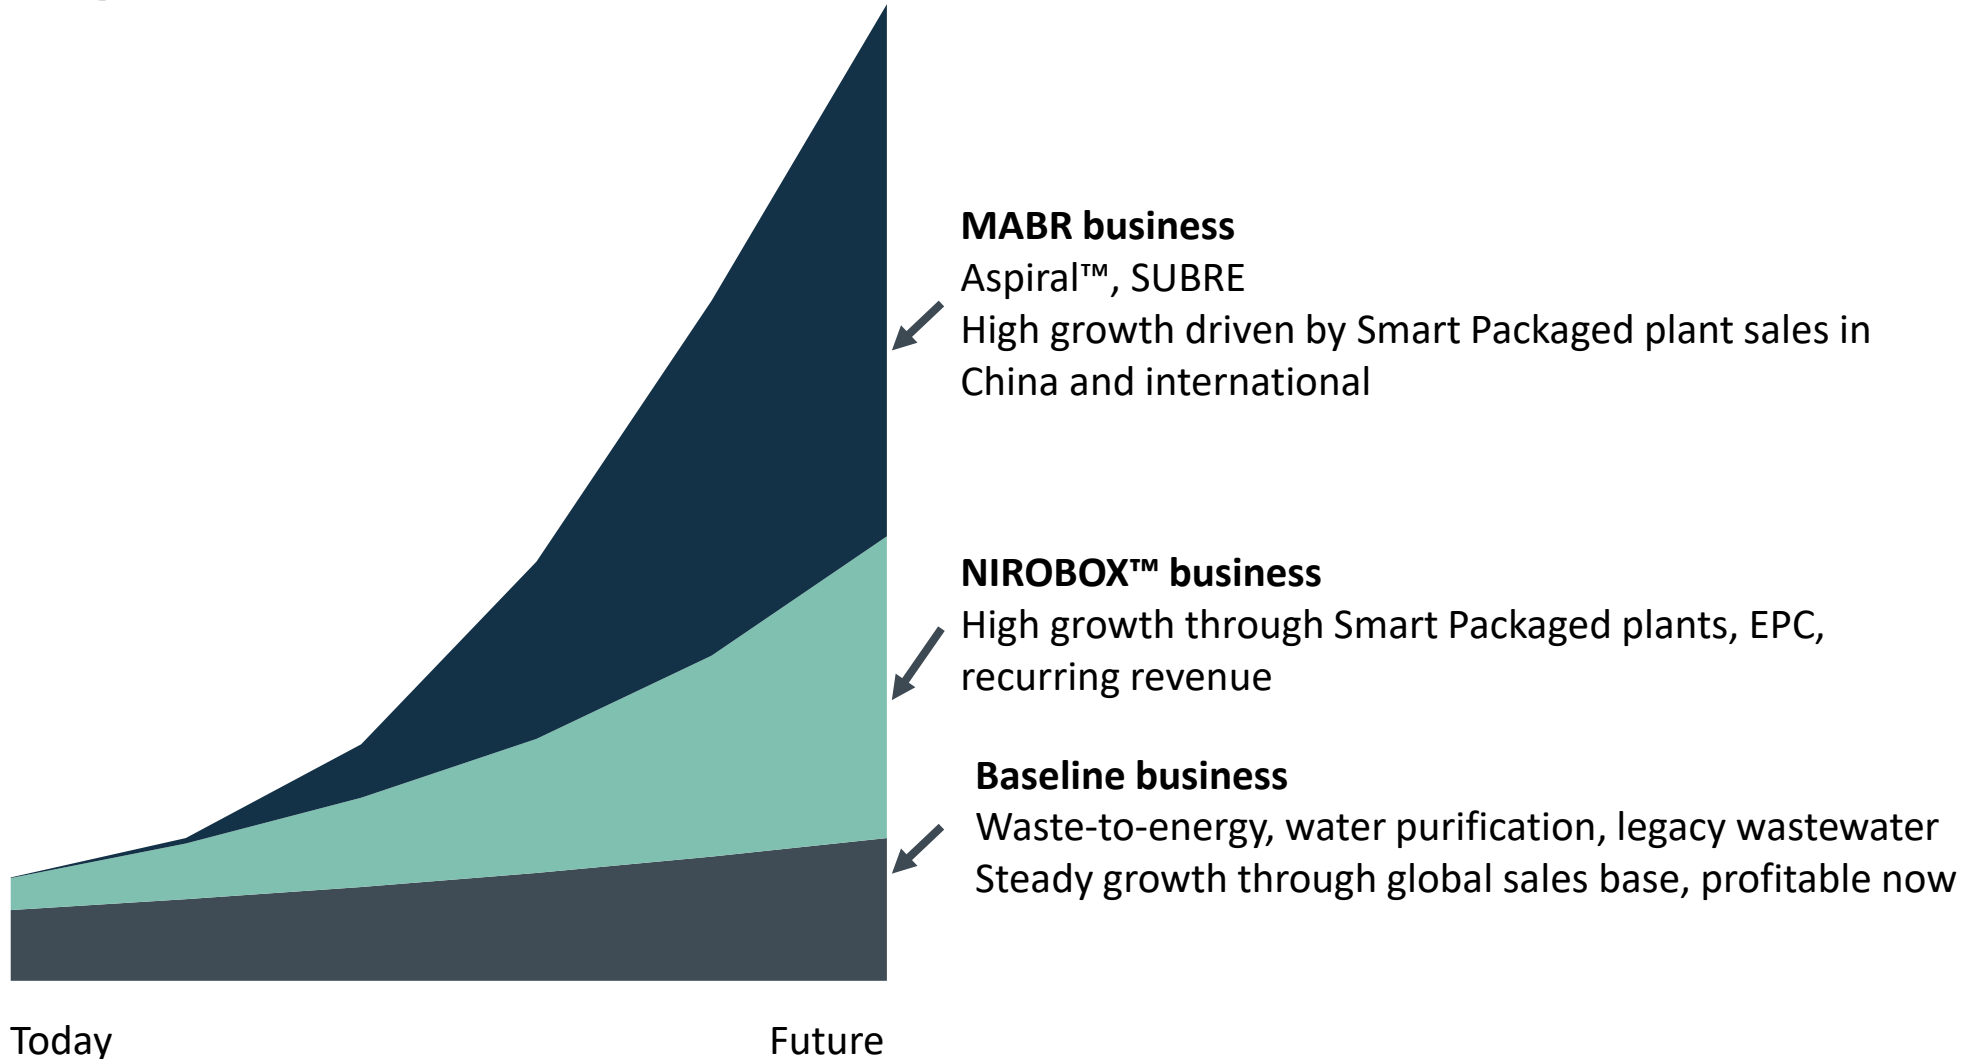 MABR business
Aspiral™, SUBRE
High growth driven by Smart Packaged plant sales in
China and international
NIROBOX™ business
High growth through Smart Packaged plants, EPC,
recurring revenue
Baseline business
Waste-to-energy, water purification, legacy wastewater
Steady growth through global sales base, profitable now
Today
Future